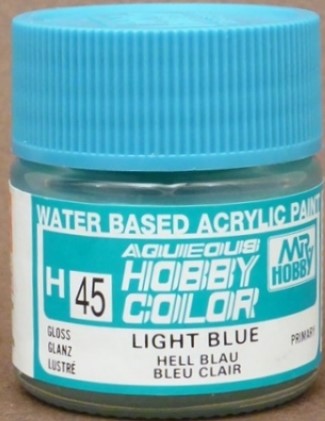 WATER BASED ACRYLIC PAINT
H 45
AQUEOUS
HOBBY
COLOR
MR
HOBBY
GLOSS
GLANZ
LUSTRÉ
LIGHT BLUE
HELL BLAU
BLEU CLAIR
PRIMARY